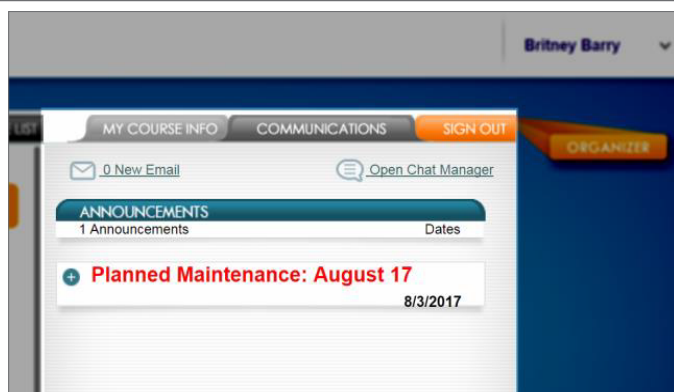 Britney Barry
LIST
MY COURSE INFO COMMUNICATIONS SIGN OUT
ORGANIZER
0 New Email Open Chat Manager
ANNOUNCEMENTS
1 Announcements Dates
Planned Maintenance: August 17
8/3/2017